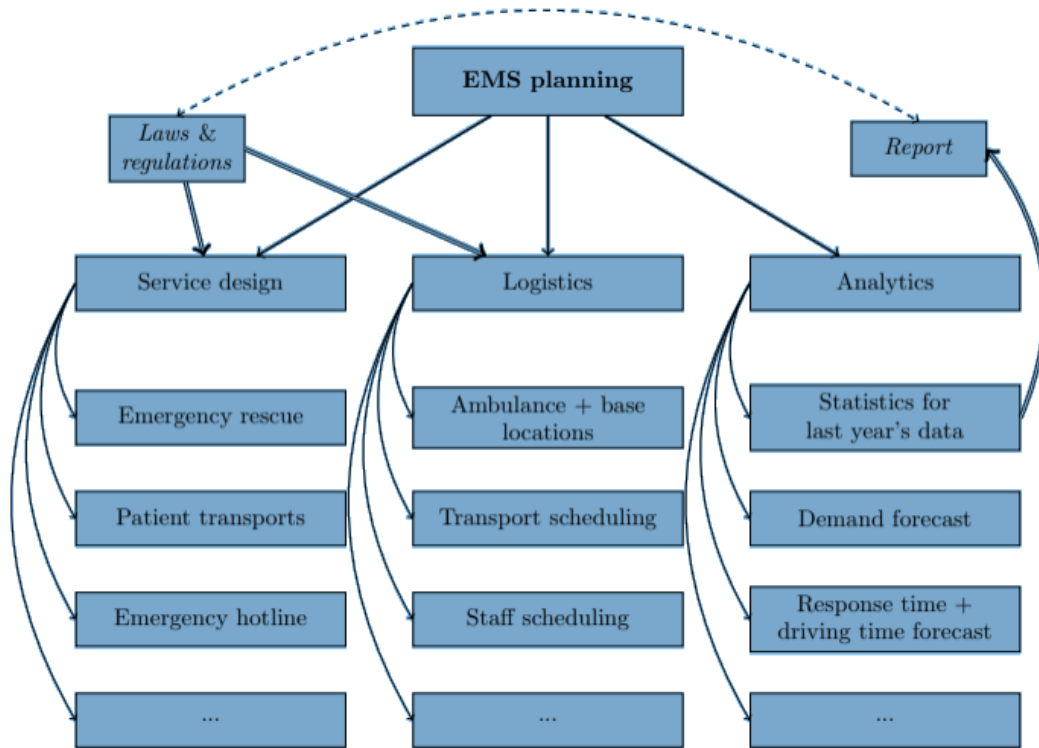 EMS planning
Laws &
regulations
Report
Service design
Logistics
Analytics
Emergency rescue
Ambulance + base
locations
Statistics for
last year's data
Patient transports
Transport scheduling
Demand forecast
Emergency hotline
Staff scheduling
Response time +
driving time forecast
...
...
...